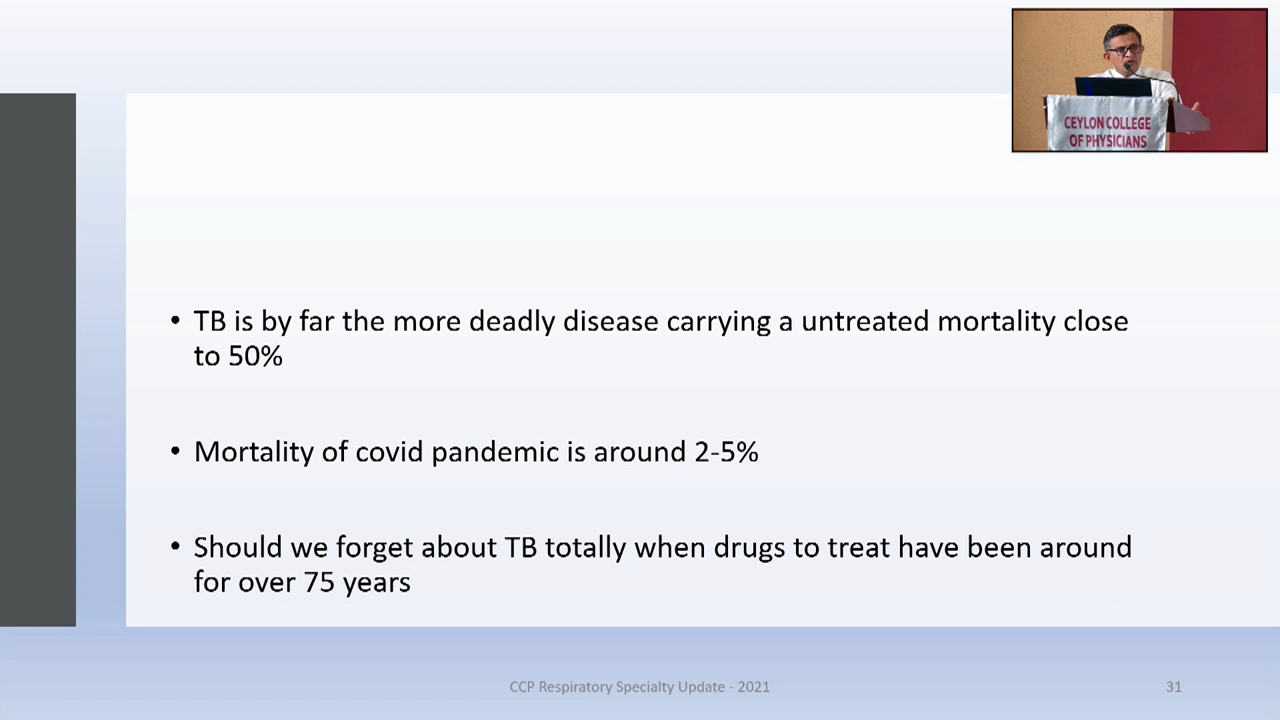 CEYLON COLLEGE
OF PHYSICIANS
• TB is by far the more deadly disease carrying a untreated mortality close
to 50%
• Mortality of covid pandemic is around 2-5%
• Should we forget about TB totally when drugs to treat have been around
for over 75 years
CCP Respiratory Specialty Update - 2021
31